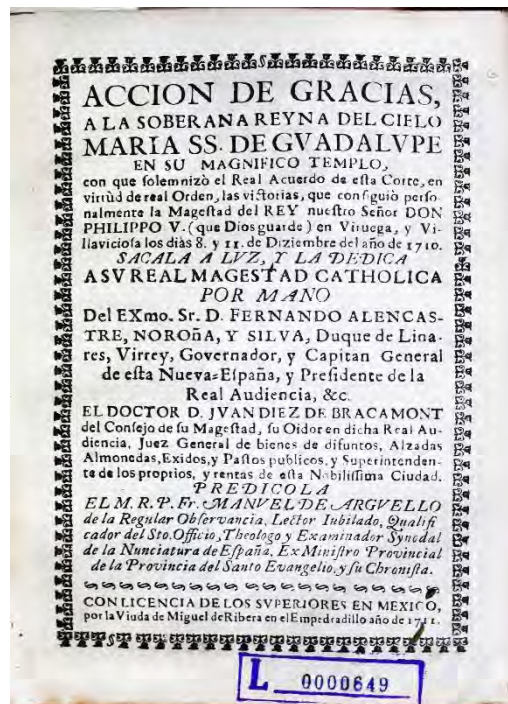 ACCION DE GRACIAS,
A LA SOBERANA REYNA DEL CIELO
MARIA SS. DE GVADALVPE
EN SU MAGNIFICO TEMPLO,
con que ſolemnizò el Real Acuerdo de eſta Corte, en
virtùd de real Orden, las victorias, que conſiguiò perſo-
nalmente la Mageſtad del REY nueſtro Señor DON
PHILIPPO V. (que Dios guarde) en Viruega, y Vi-
llavicioſa los diàs 8. y 11. de Diziembre del año de 1710.
SACALA A LVZ, Y LA DEDICA
A SV REAL MAGESTAD CATHOLICA
POR MANO
Del EXmo. Sr. D. FERNANDO ALENCAS-
TRE, NOROñA, Y SILVA, Duque de Lina-
res, Virrey, Governador, y Capitan General
de eſta Nueva-Eſpaña, y Preſidente de la
Real Audiencia, &c.
EL DOCTOR D. JVAN DIEZ DE BRACAMONT
del Conſejo de ſu Mageſtad, ſu Oidor en dicha Real Au-
diencia, Juez General de bienes de difuntos, Alzadas
Almonedas, Exidos, y Paſtos publicos, y Superintenden-
te de los proprios, y rentas de eſta Nobiliſſima Ciudad.
PREDICOLA
EL M. R. P. Fr. MANVEL DE ARGVELLO
de la Regular Obſervancia, Lector Iubilado, Qualifi
cador del Sto. Officio, Theologo y Examinador Synodal
de la Nunciatura de Eſpaña, Ex Miniſtro Provincial
de la Provincia del Santo Evangelio, y ſu Chroniſta.
CON LICENCIA DE LOS SVPERIORES EN MEXICO,
por la Viuda de Miguel de Ribera en el Empedradillo año de 1711.
L 0000649